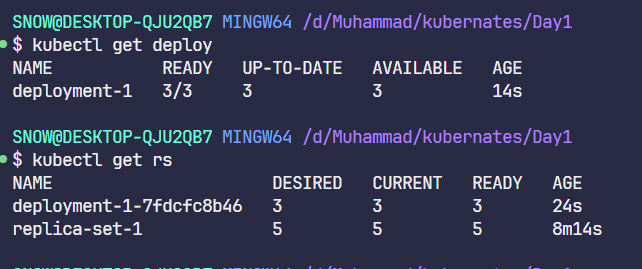 SNOW@DESKTOP-QJU2QB7 MINGW64 /d/Muhammad/kubernates/Day1
$ kubectl get deploy
NAME READY UP-TO-DATE AVAILABLE AGE
deployment-1 3/3 3 3 14s
SNOW@DESKTOP-QJU2QB7 MINGW64 /d/Muhammad/kubernates/Day1
$ kubectl get rs
NAME DESIRED CURRENT READY AGE
deployment-1-7fdcfc8b46 3 3 3 24s
replica-set-1 5 5 5 8m14s